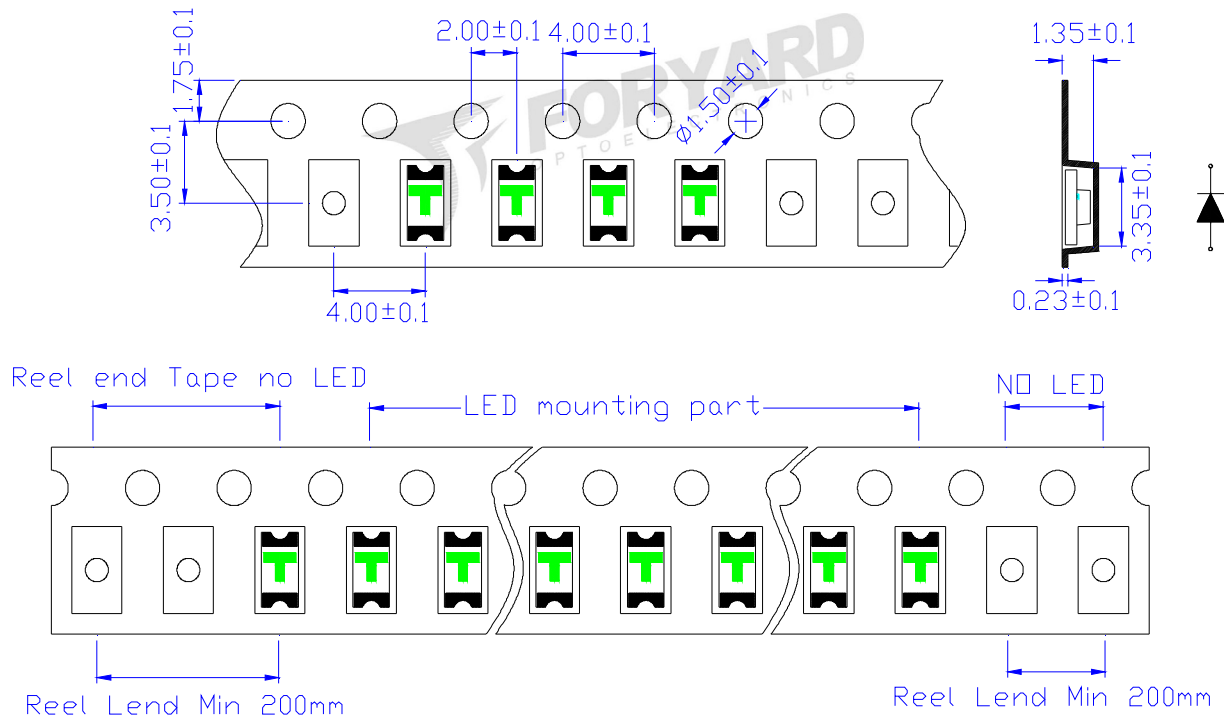 2.00±0.1
4.00±0.1
1.35±0.1
1.75±0.1
FORYARD
OPTOELECTRONICS
Ø1.50±0.1
3.50±0.1
T T T T
3.35±0.1
4.00±0.1
0.23±0.1
Reel end Tape no LED
LED mounting part
NO LED
T T T T T T T T
Reel Lend Min 200mm
Reel Lend Min 200mm